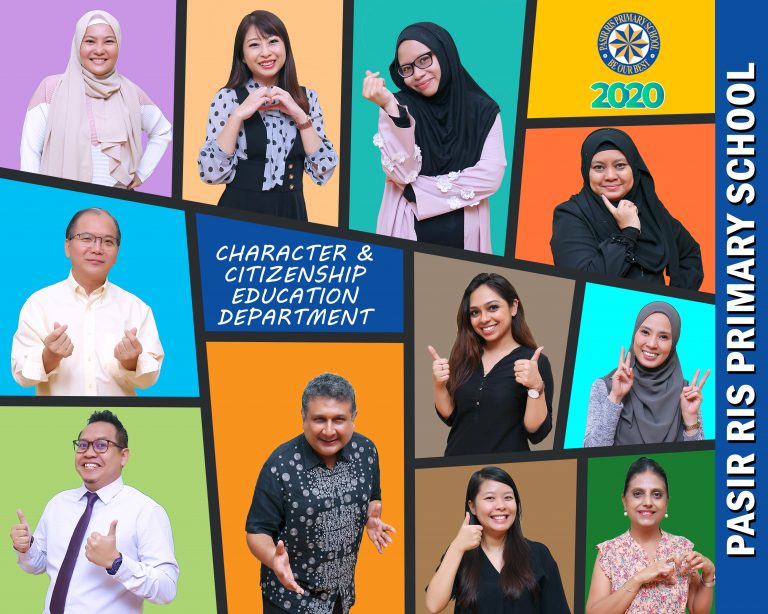 PASIR RIS PRIMARY SCHOOL
BE OUR BEST
2020
CHARACTER &
CITIZENSHIP
EDUCATION
DEPARTMENT
PASIR RIS PRIMARY SCHOOL